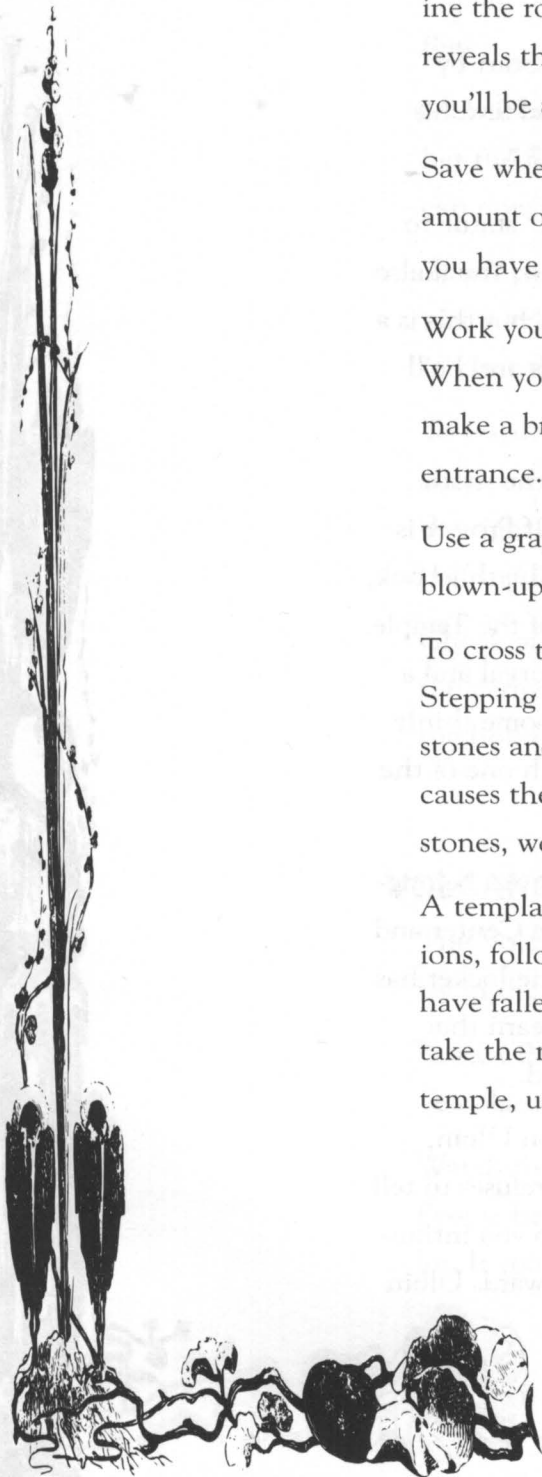 ine the ro
reveals th
you'll be
Save whe
amount o
you have
Work you
When yo
make a br
entrance.
Use a gra
blown-up
To cross t
Stepping
stones and
causes the
stones, we
A templa
ions, follo
have falle
take the r
temple, u